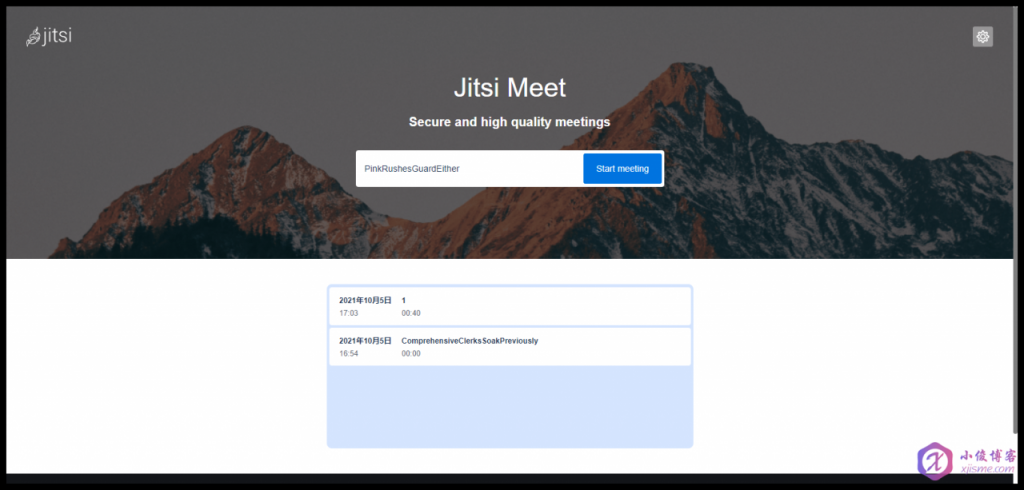 jitsi
Jitsi Meet
Secure and high quality meetings
PinkRushesGuardEither
Start meeting
2021年10月5日 1
17:03 00:40
2021年10月5日 ComprehensiveClerksSoakPreviously
16:54 00:00
小俊博客
xjisme.com